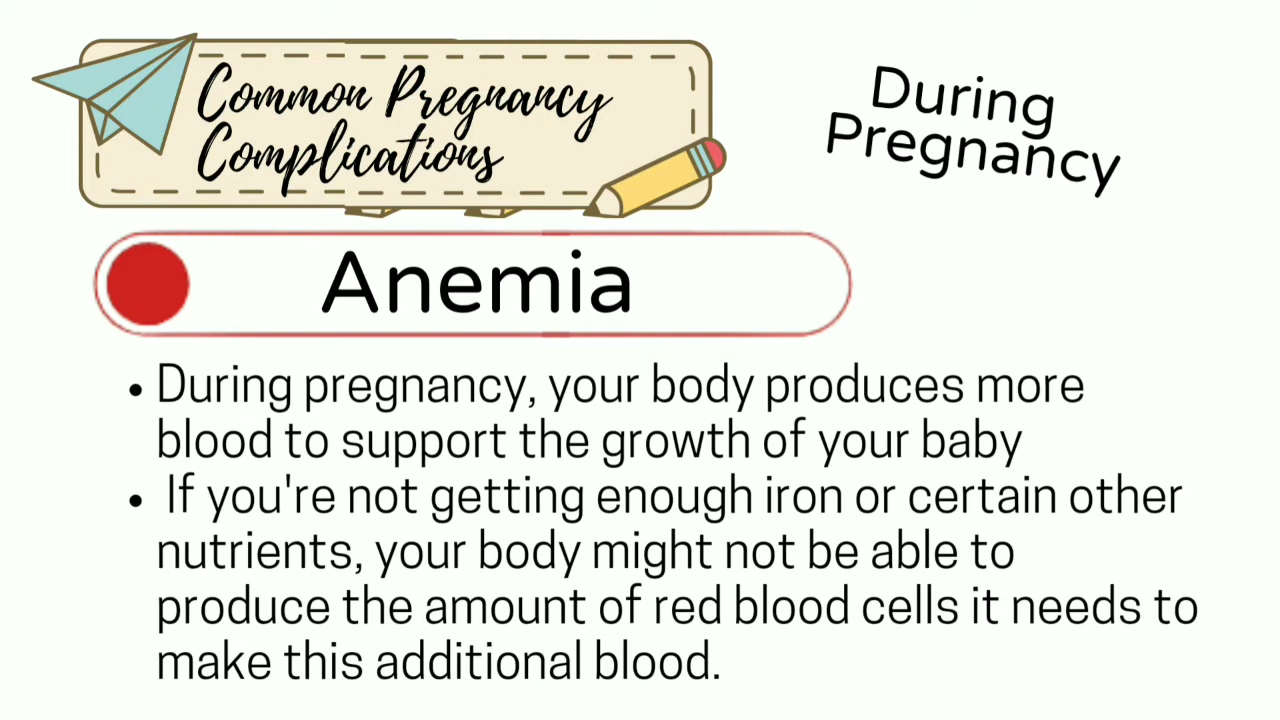 Common Pregnancy
Complications
During
Pregnancy
Anemia
• During pregnancy, your body produces more
blood to support the growth of your baby
• If you're not getting enough iron or certain other
nutrients, your body might not be able to
produce the amount of red blood cells it needs to
make this additional blood.